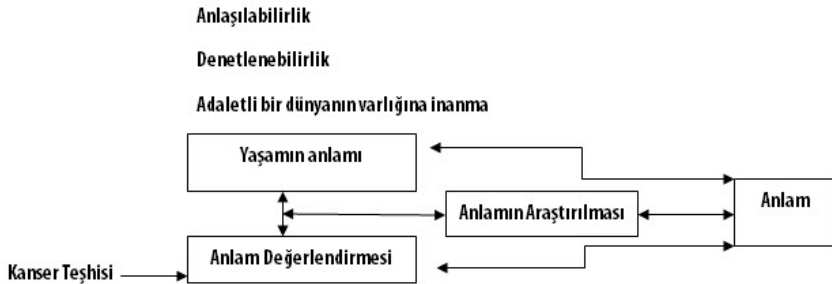 Anlaşılabilirlik
Denetlenebilirlik
Adaletli bir dünyanın varlığına inanma
Yaşamın anlamı
Anlamın Araştırılması
Anlam
Anlam Değerlendirmesi
Kanser Teşhisi